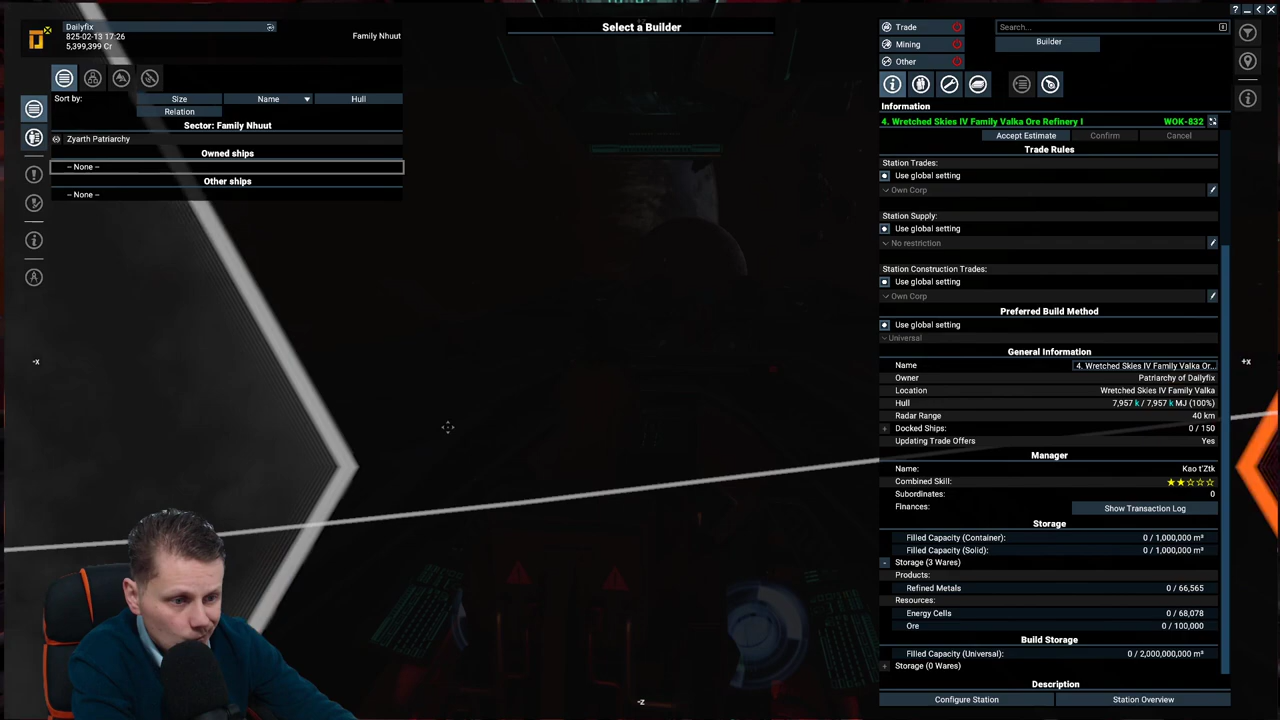 Dailyfix
825-02-13 17:26
5,399,399 Cr
Family Nhuut
Sort by:
Size
Name
Hull
Relation
Sector: Family Nhuut
Zyarth Patriarchy
Owned ships
-- None --
Other ships
-- None --
Select a Builder
-x
+x
-z
?
Trade
Mining
Other
Search...
Builder
Information
4. Wretched Skies IV Family Valka Ore Refinery I WOK-832
Accept Estimate Confirm Cancel
Trade Rules
Station Trades:
Use global setting
Own Corp
Station Supply:
Use global setting
No restriction
Station Construction Trades:
Use global setting
Own Corp
Preferred Build Method
Use global setting
Universal
General Information
Name 4. Wretched Skies IV Family Valka Or...
Owner Patriarchy of Dailyfix
Location Wretched Skies IV Family Valka
Hull 7,957 k / 7,957 k MJ (100%)
Radar Range 40 km
+ Docked Ships: 0 / 150
Updating Trade Offers Yes
Manager
Name: Kao t'Ztk
Combined Skill:
Subordinates: 0
Finances: Show Transaction Log
Storage
Filled Capacity (Container): 0 / 1,000,000 m³
Filled Capacity (Solid): 0 / 1,000,000 m³
- Storage (3 Wares)
Products:
Refined Metals 0 / 66,565
Resources:
Energy Cells 0 / 68,078
Ore 0 / 100,000
Build Storage
Filled Capacity (Universal): 0 / 2,000,000,000 m³
+ Storage (0 Wares)
Description
Configure Station Station Overview